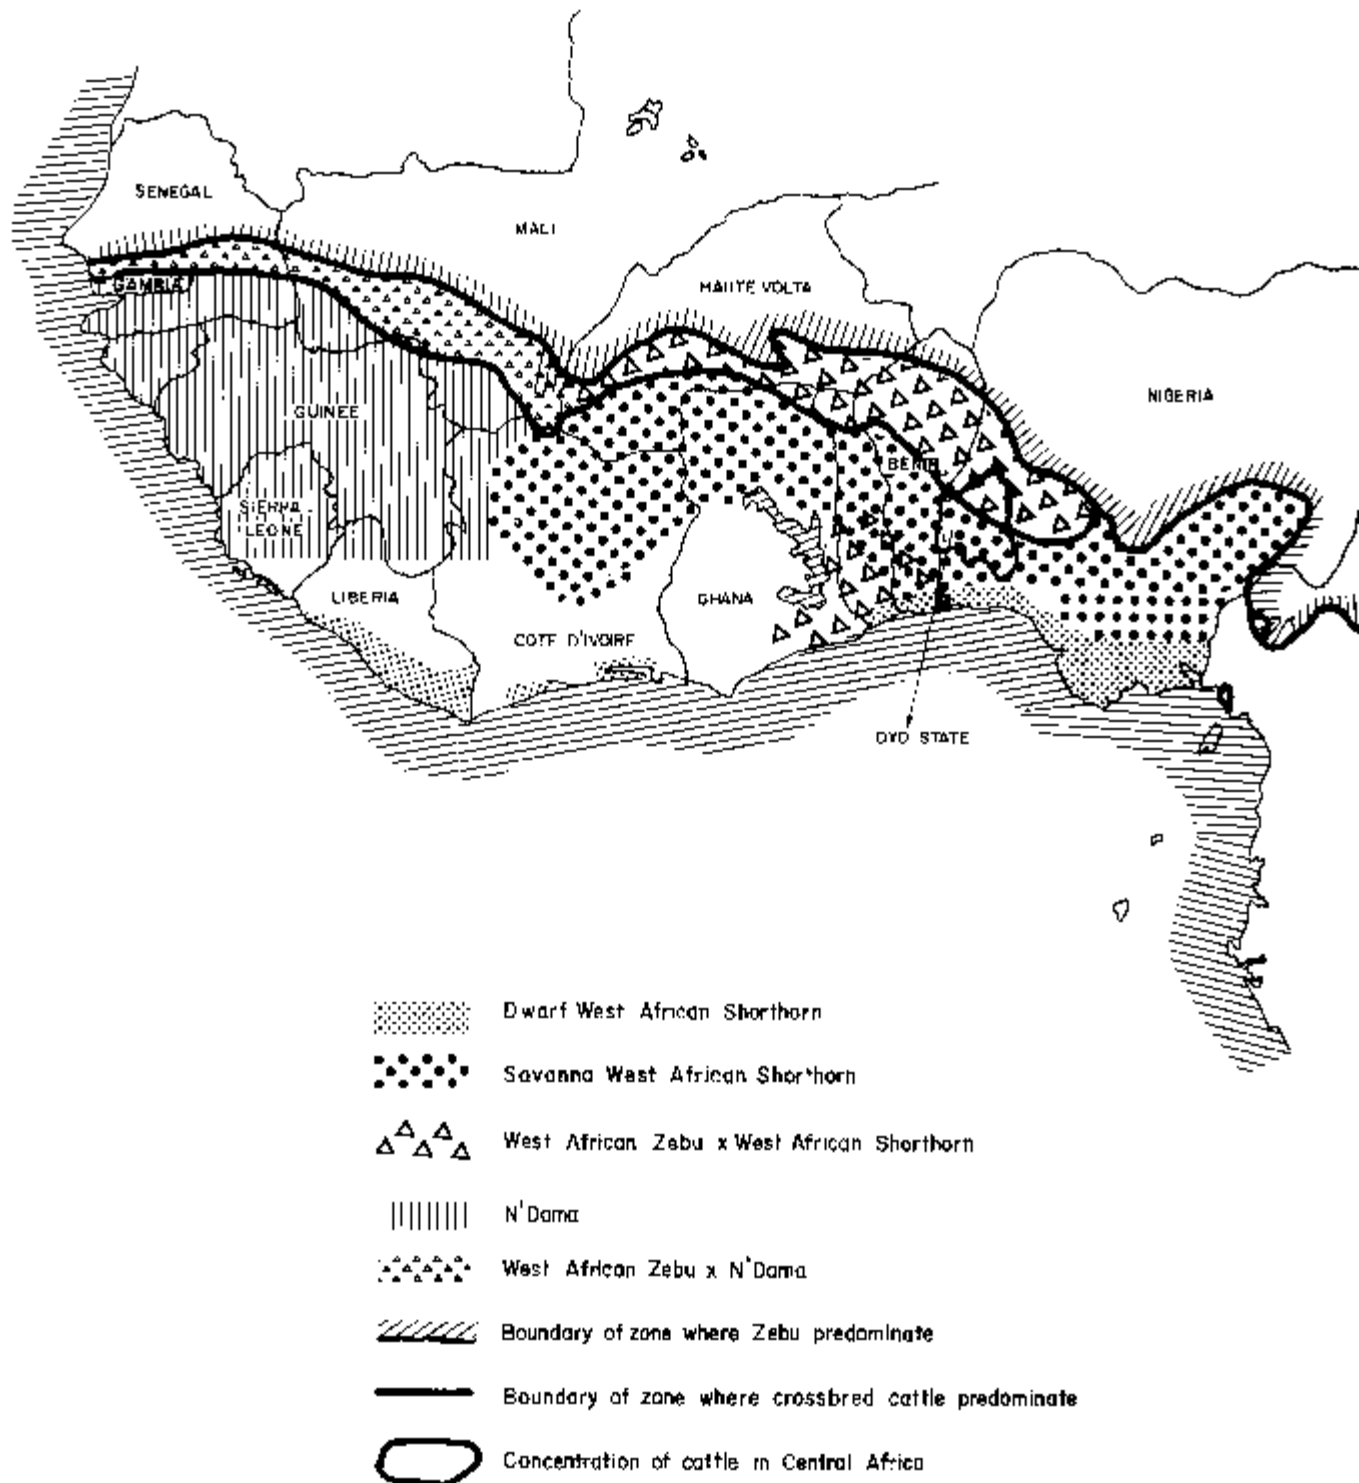 SENEGAL
MALI
HAUTE VOLTA
GAMBIA
NIGERIA
GUINEE
BENIN
SIERRA
LEONE
LIBERIA
GHANA
COTE D'IVOIRE
OYO STATE
Dwarf West African Shorthorn
Savanna West African Shorthorn
West African Zebu x West African Shorthorn
N'Dama
West African Zebu x N'Dama
Boundary of zone where Zebu predominate
Boundary of zone where crossbred cattle predominate
Concentration of cattle in Central Africa